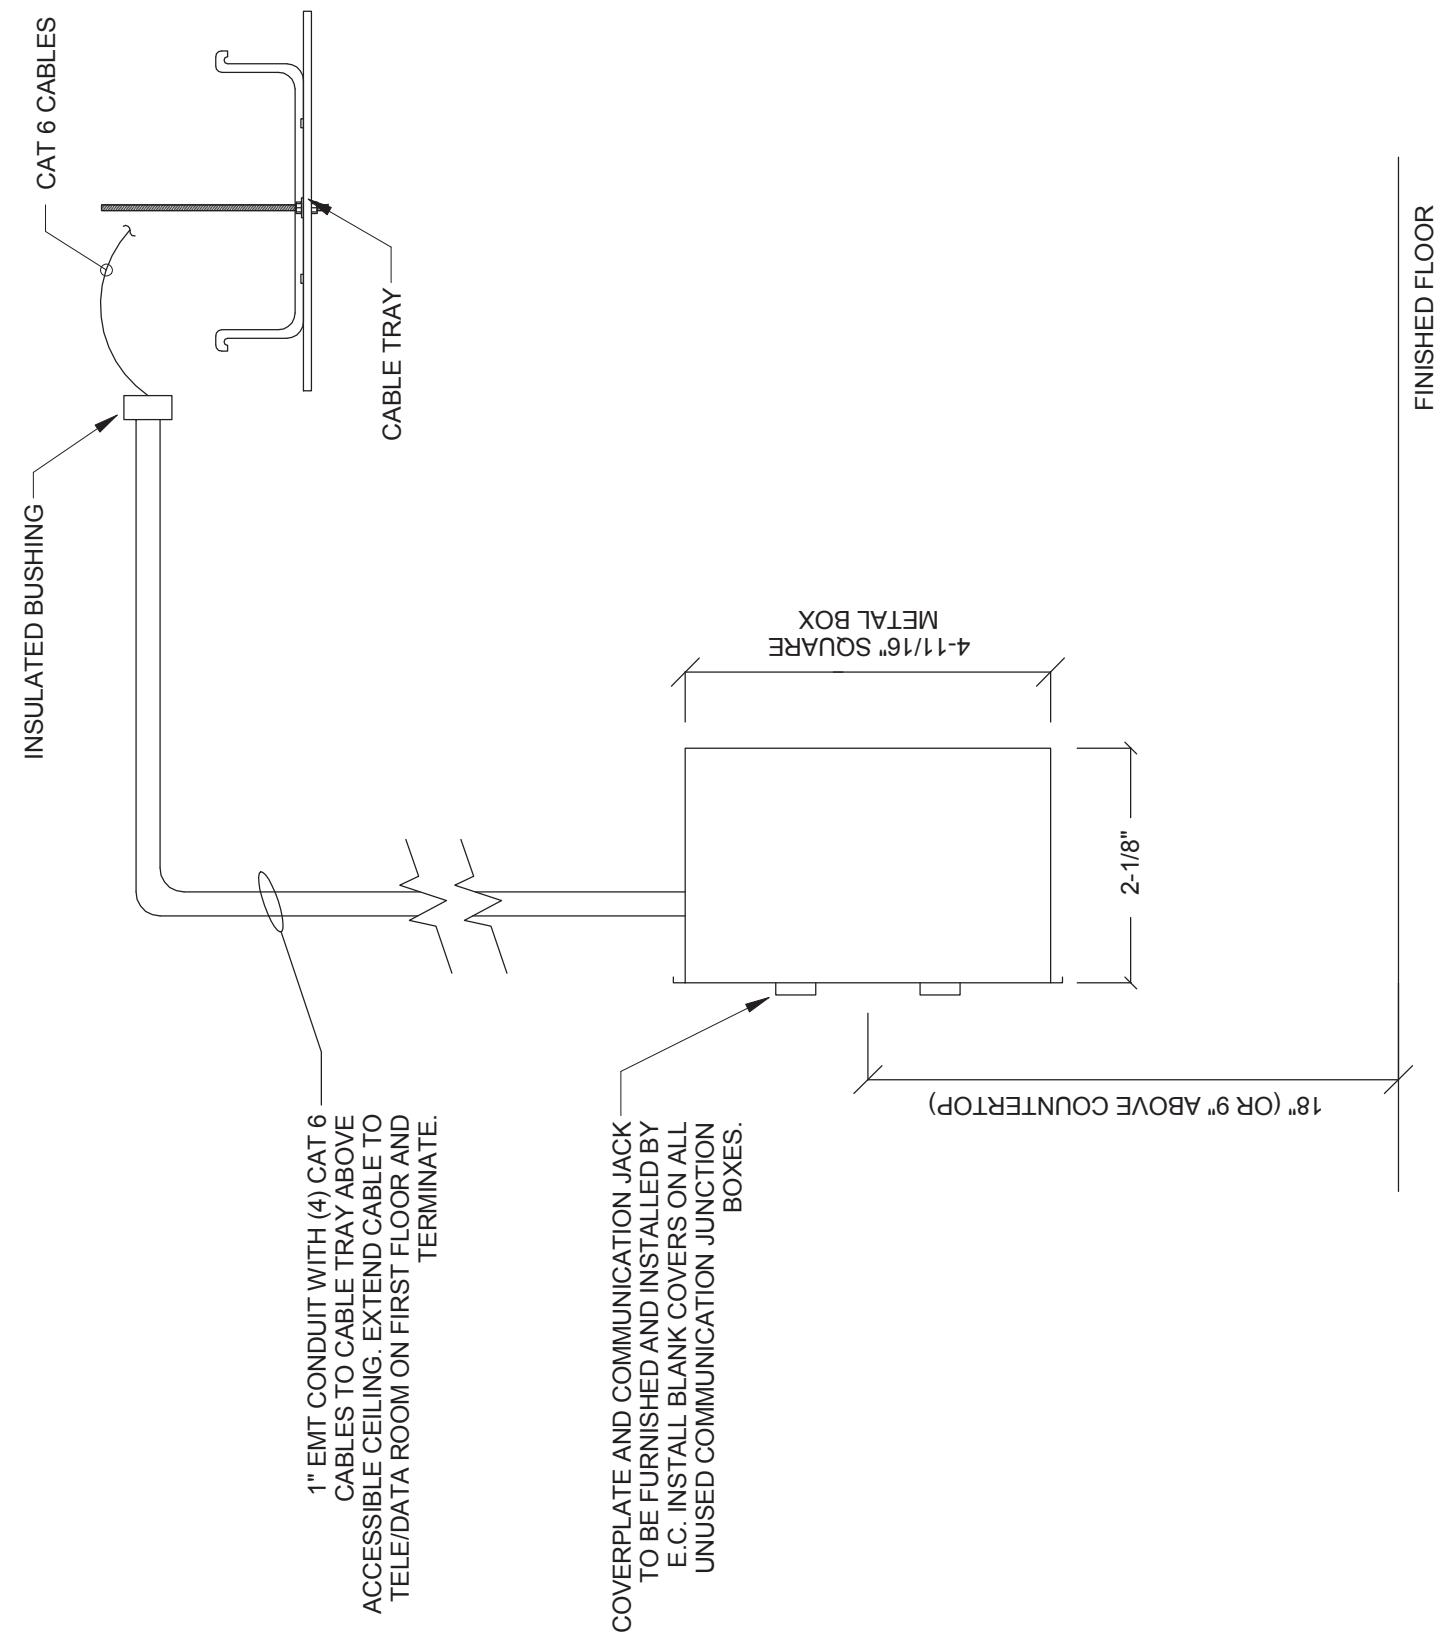 CAT 6 CABLES
INSULATED BUSHING
CABLE TRAY
1" EMT CONDUIT WITH (4) CAT 6
CABLES TO CABLE TRAY ABOVE
ACCESSIBLE CEILING. EXTEND CABLE TO
TELE/DATA ROOM ON FIRST FLOOR AND
TERMINATE.
4-11/16" SQUARE
METAL BOX
2-1/8"
COVERPLATE AND COMMUNICATION JACK
TO BE FURNISHED AND INSTALLED BY
E.C. INSTALL BLANK COVERS ON ALL
UNUSED COMMUNICATION JUNCTION
BOXES.
18" (OR 9" ABOVE COUNTERTOP)
FINISHED FLOOR